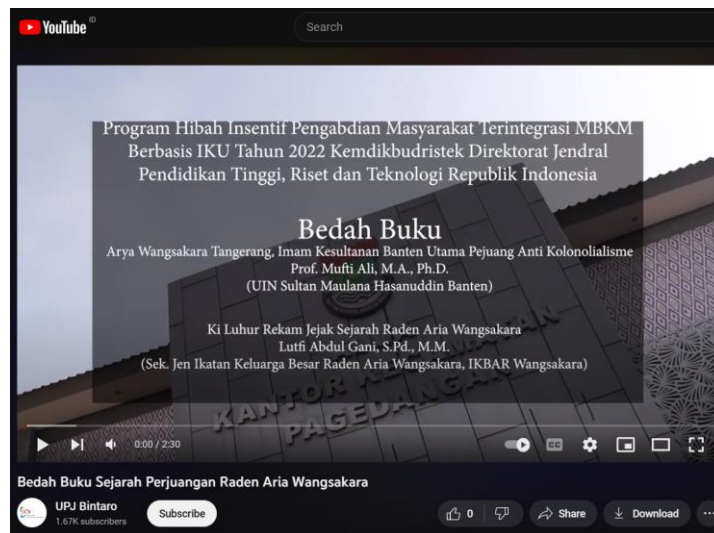 YouTube ID
Search
Program Hibah Insentif Pengabdian Masyarakat Terintegrasi MBKM
Berbasis IKU Tahun 2022 Kemdikbudristek Direktorat Jendral
Pendidikan Tinggi, Riset dan Teknologi Republik Indonesia
Bedah Buku
Arya Wangsakara Tangerang, Imam Kesultanan Banten Utama Pejuang Anti Kolonolialisme
Prof. Mufti Ali, M.A., Ph.D.
(UIN Sultan Maulana Hasanuddin Banten)
Ki Luhur Rekam Jejak Sejarah Raden Aria Wangsakara
Lutfi Abdul Gani, S.Pd., M.M.
(Sek. Jen Ikatan Keluarga Besar Raden Aria Wangsakara, IKBAR Wangsakara)
KANTOR KECAMATAN
PAGEDANGAN
0:00 / 2:30
CC
Bedah Buku Sejarah Perjuangan Raden Aria Wangsakara
UPJ Bintaro
1.67K subscribers
Subscribe
0
Share
Download